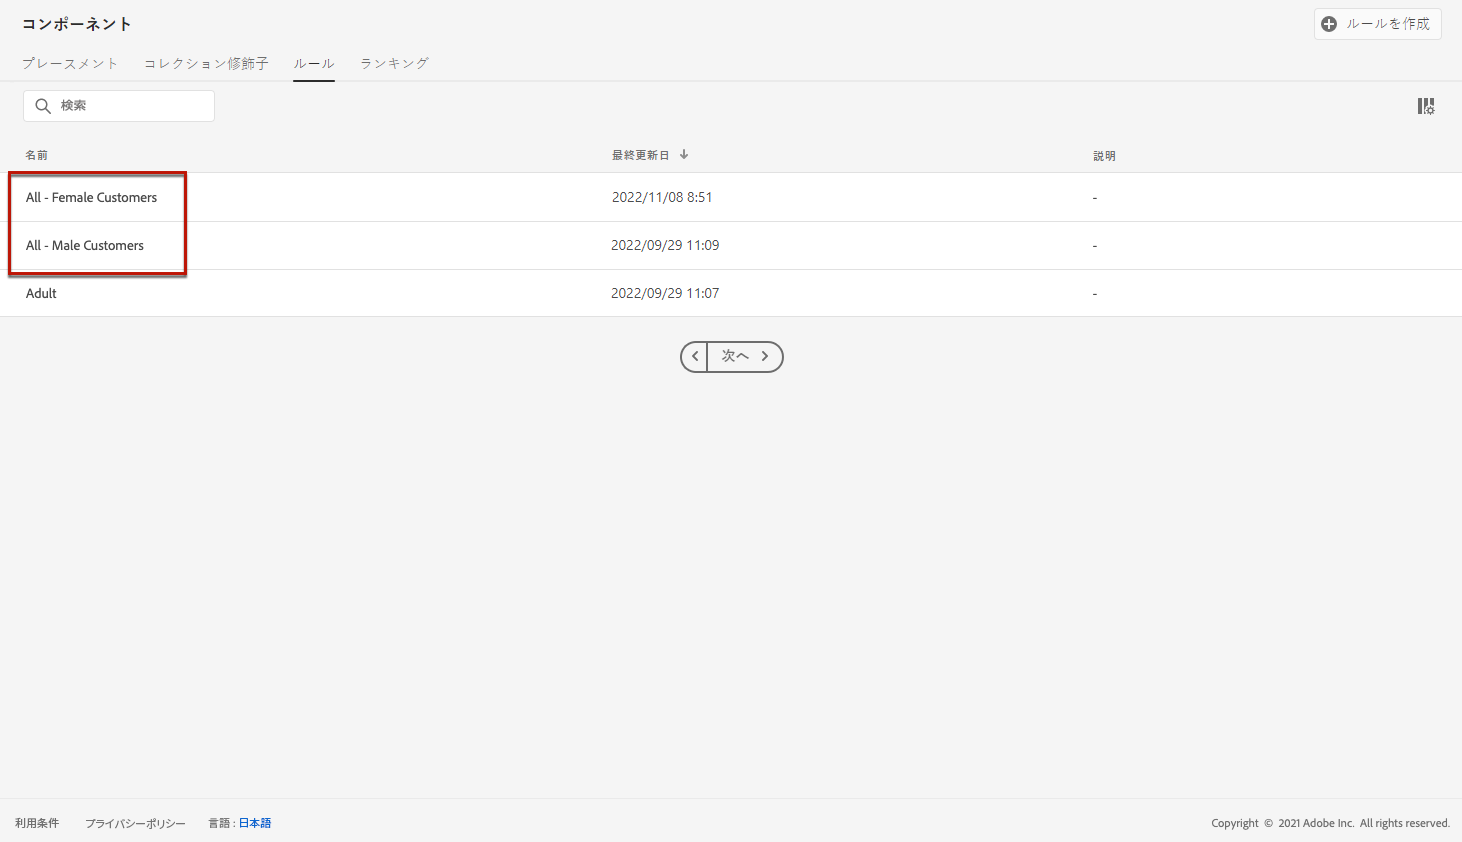 コンポーネント
ルールを作成
プレースメント コレクション修飾子 ルール ランキング
検索
名前 最終更新日 説明
All - Female Customers 2022/11/08 8:51 -
All - Male Customers 2022/09/29 11:09 -
Adult 2022/09/29 11:07 -
次へ
利用条件 プライバシーポリシー 言語 : 日本語 Copyright © 2021 Adobe Inc. All rights reserved.